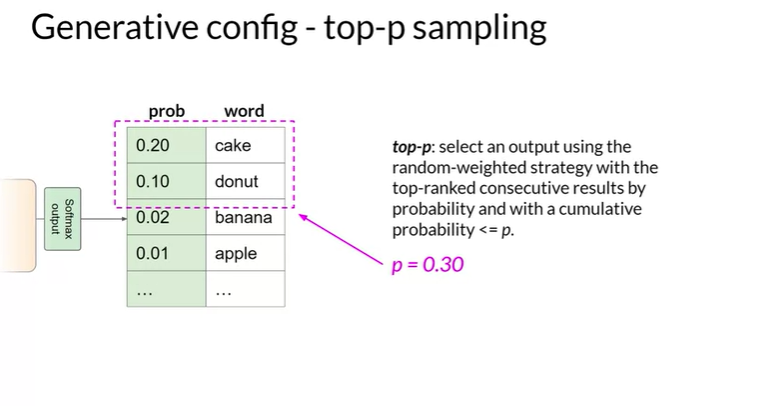 Generative config - top-p sampling
prob word
0.20 cake
0.10 donut
0.02 banana
0.01 apple
... ...
Softmax
output
top-p: select an output using the
random-weighted strategy with the
top-ranked consecutive results by
probability and with a cumulative
probability <= p.
p = 0.30